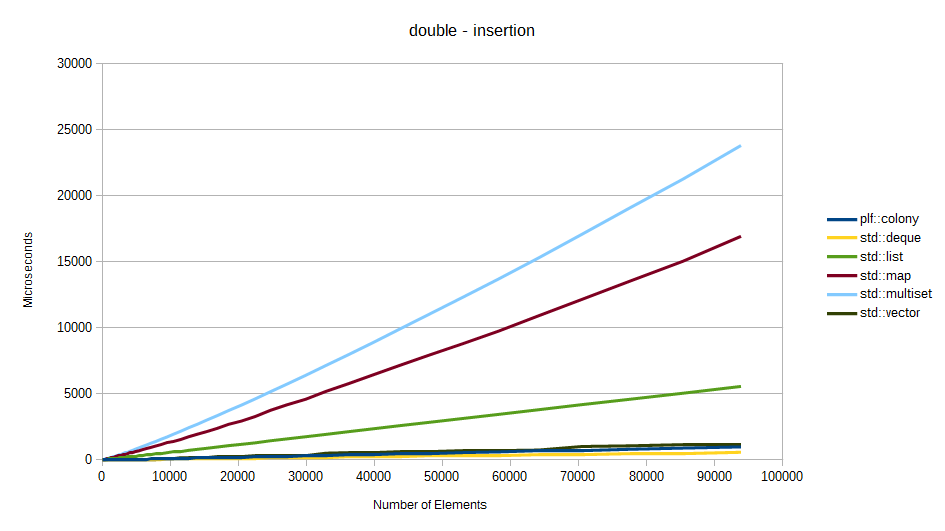 double - insertion
30000
25000
20000
15000
10000
5000
0
Microseconds
0 10000 20000 30000 40000 50000 60000 70000 80000 90000 100000
Number of Elements
plf::colony
std::deque
std::list
std::map
std::multiset
std::vector